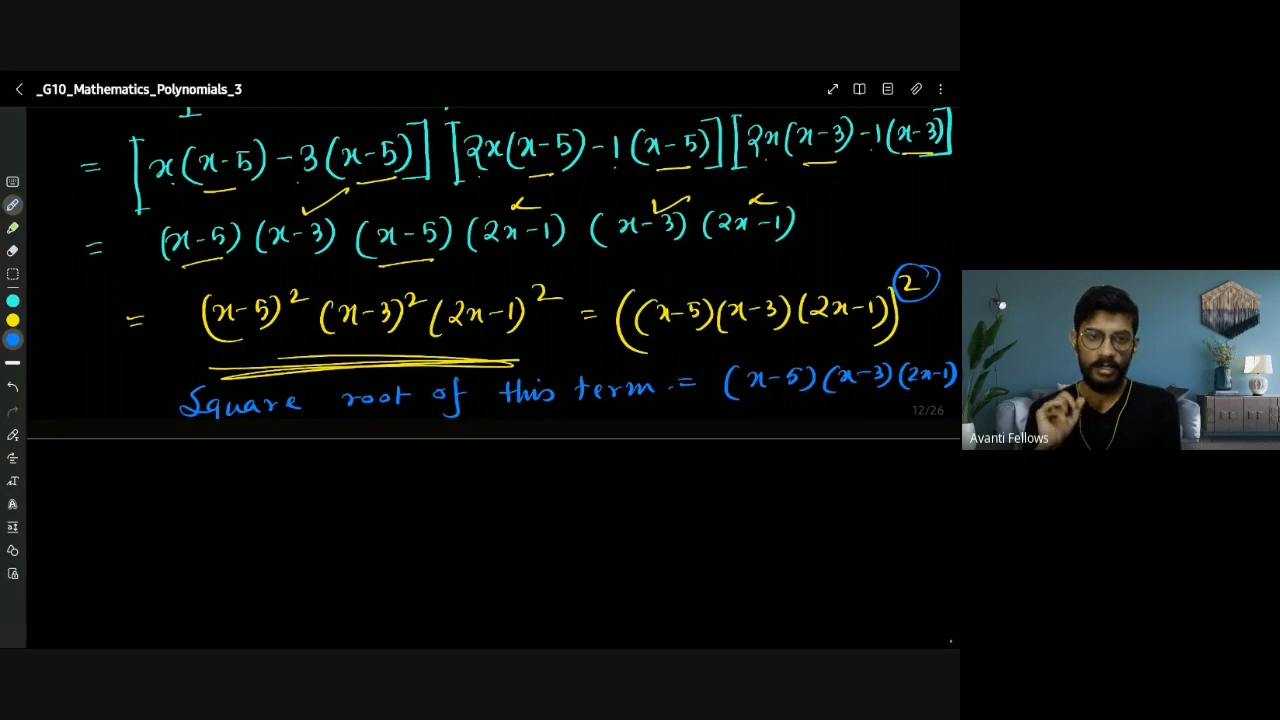 _G10_Mathematics_Polynomials_3
= [x(x-5)-3(x-5)] [2x(x-5)-1(x-5)] [2x(x-3)-1(x-3)]
= (x-5)(x-3)(x-5)(2x-1)(x-3)(2x-1)
= (x-5)²(x-3)²(2x-1)² = ((x-5)(x-3)(2x-1))²
Square root of this term = (x-5)(x-3)(2x-1)
12/26
Avanti Fellows